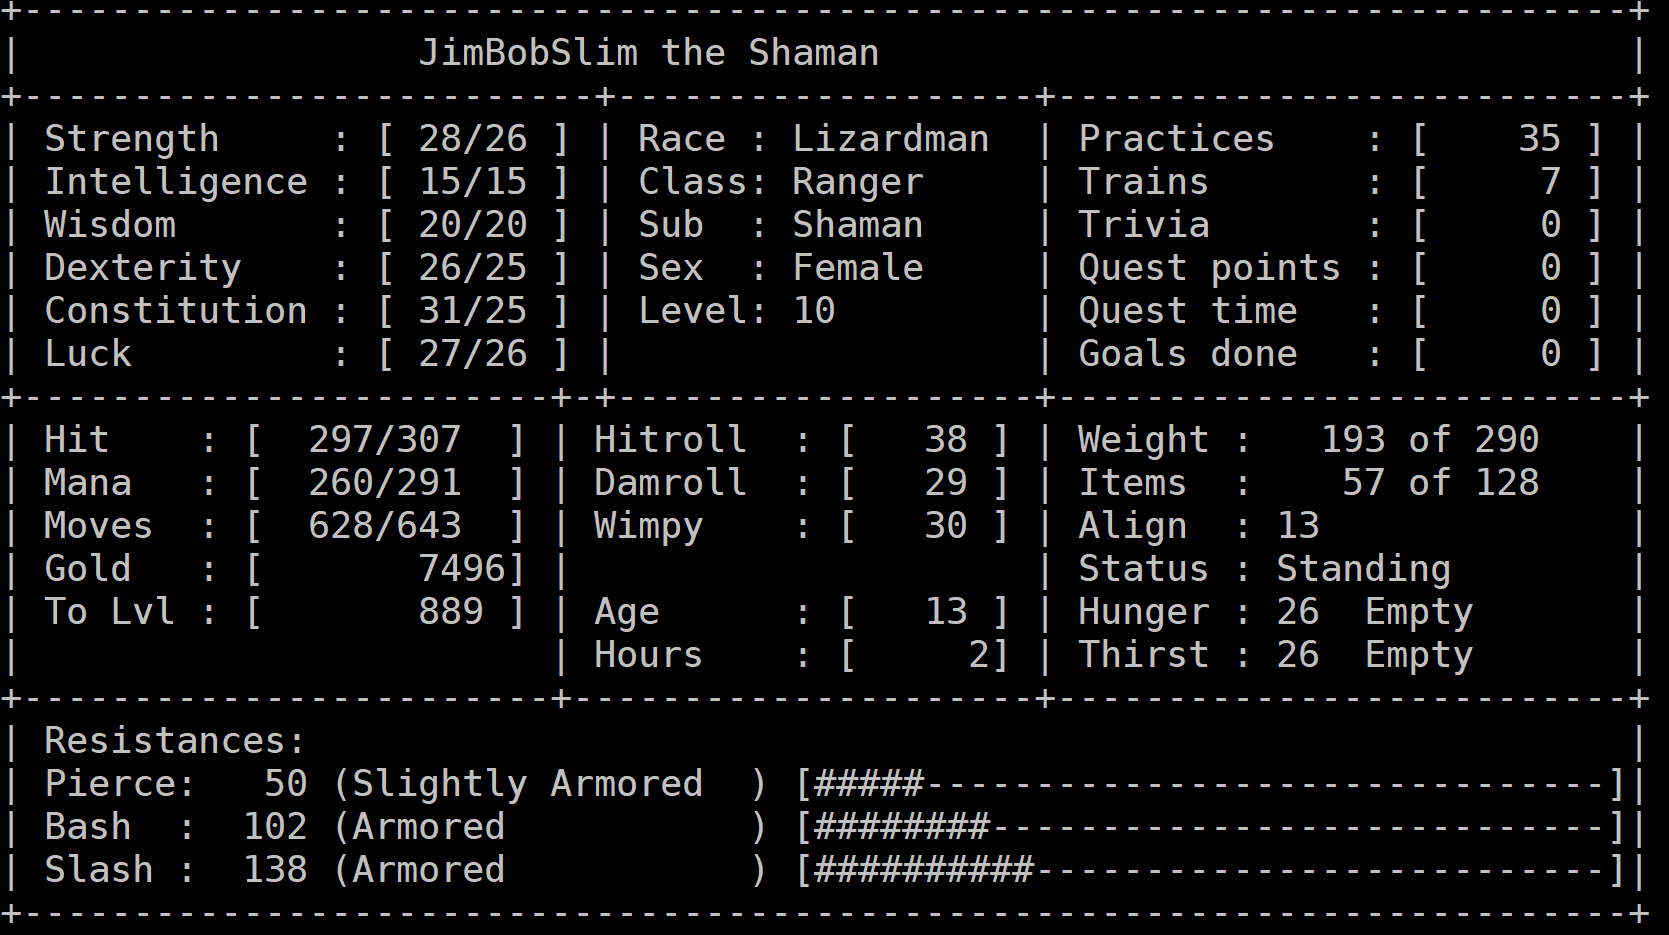 +-------------------------------------------------------------------------+
|                  JimBobSlim the Shaman                                  |
+--------------------------+-------------------+--------------------------+
| Strength     : [ 28/26 ] | Race : Lizardman  | Practices    : [    35 ] |
| Intelligence : [ 15/15 ] | Class: Ranger     | Trains       : [     7 ] |
| Wisdom       : [ 20/20 ] | Sub  : Shaman     | Trivia       : [     0 ] |
| Dexterity    : [ 26/25 ] | Sex  : Female     | Quest points : [     0 ] |
| Constitution : [ 31/25 ] | Level: 10         | Quest time   : [     0 ] |
| Luck         : [ 27/26 ] |                   | Goals done   : [     0 ] |
+------------------------+-+-------------------+--------------------------+
| Hit    : [  297/307  ] | Hitroll  : [   38 ] | Weight :   193 of 290    |
| Mana   : [  260/291  ] | Damroll  : [   29 ] | Items  :    57 of 128    |
| Moves  : [  628/643  ] | Wimpy    : [   30 ] | Align  : 13              |
| Gold   : [       7496] |                     | Status : Standing        |
| To Lvl : [       889 ] | Age      : [   13 ] | Hunger : 26  Empty       |
|                        | Hours    : [     2] | Thirst : 26  Empty       |
+------------------------+---------------------+--------------------------+
| Resistances:                                                            |
| Pierce:   50 (Slightly Armored  ) [#####-------------------------------]|
| Bash  :  102 (Armored           ) [########----------------------------]|
| Slash :  138 (Armored           ) [##########--------------------------]|
+-------------------------------------------------------------------------+